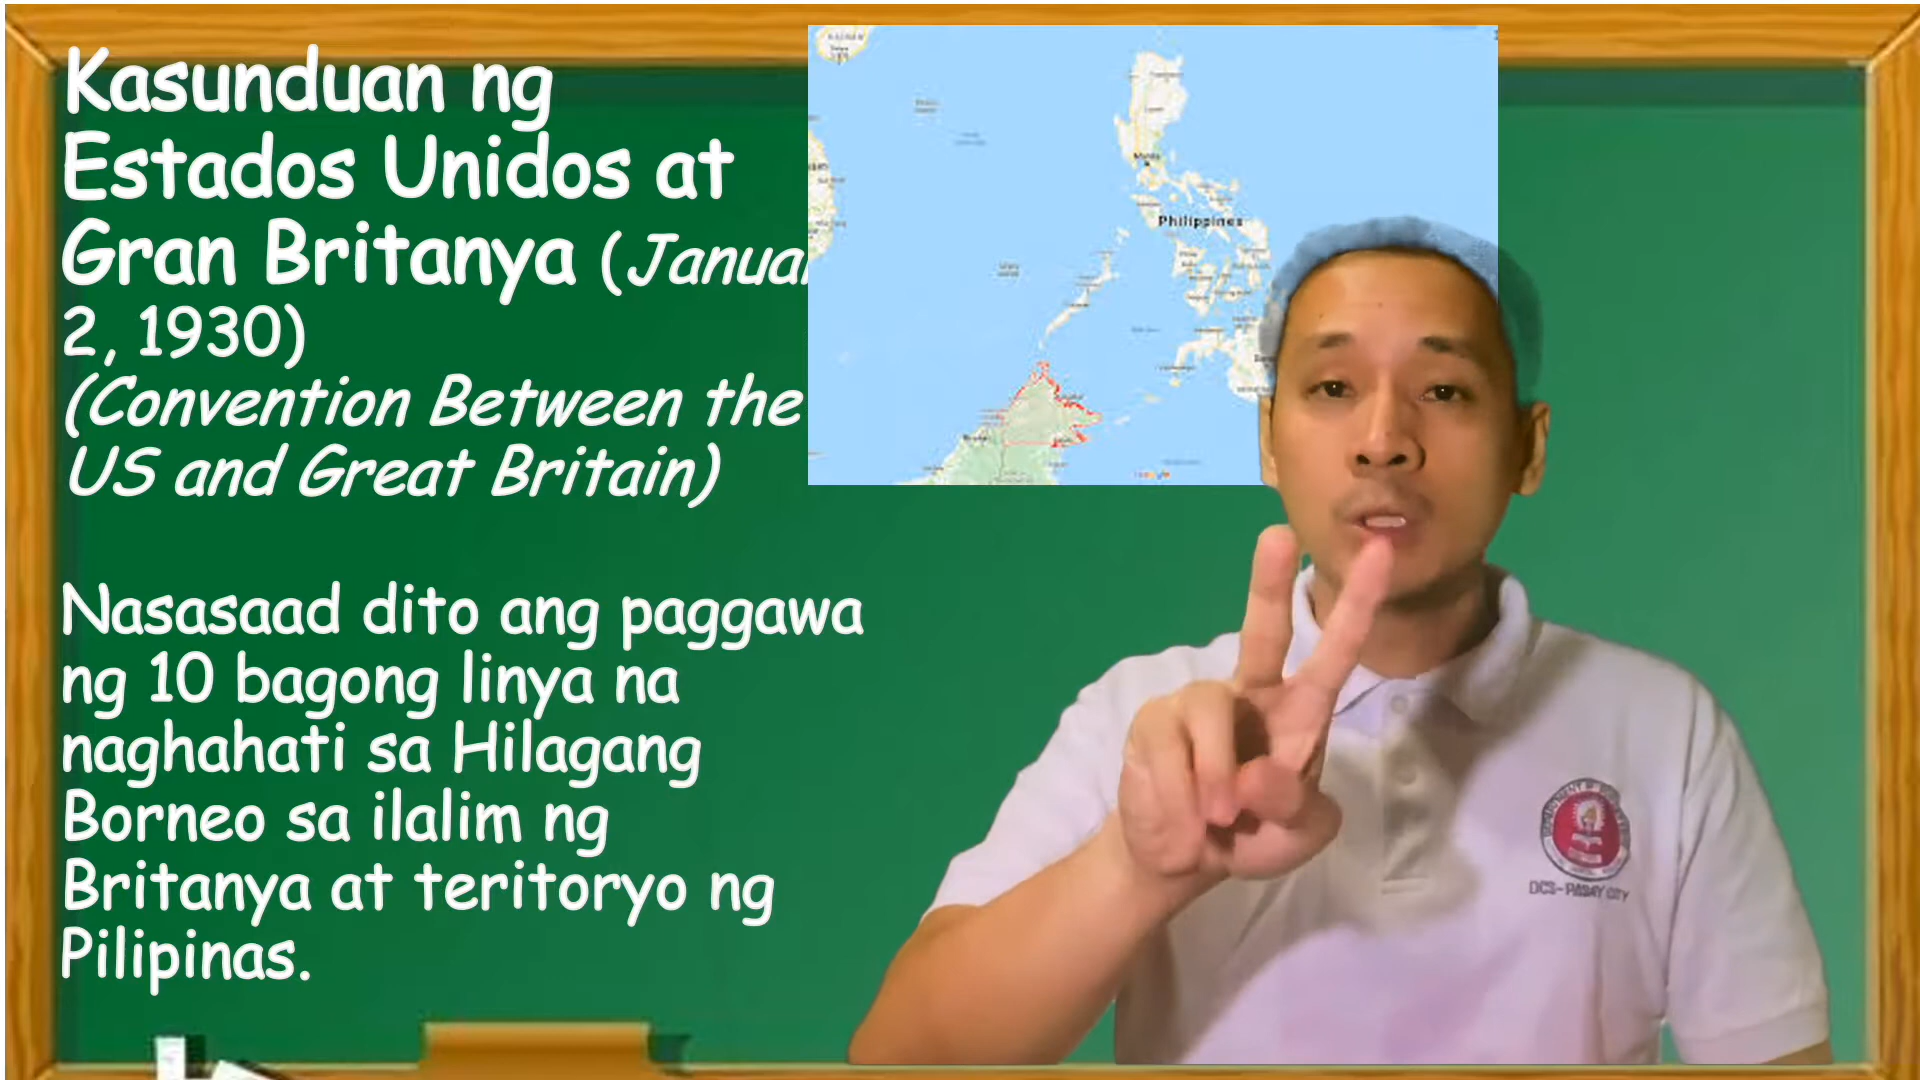 Kasunduan ng
Estados Unidos at
Gran Britanya (Januar
2, 1930)
(Convention Between the
US and Great Britain)
Nasasaad dito ang paggawa
ng 10 bagong linya na
naghahati sa Hilagang
Borneo sa ilalim ng
Britanya at teritoryo ng
Pilipinas.
Manila
Philippines
DCS-PASAY CITY